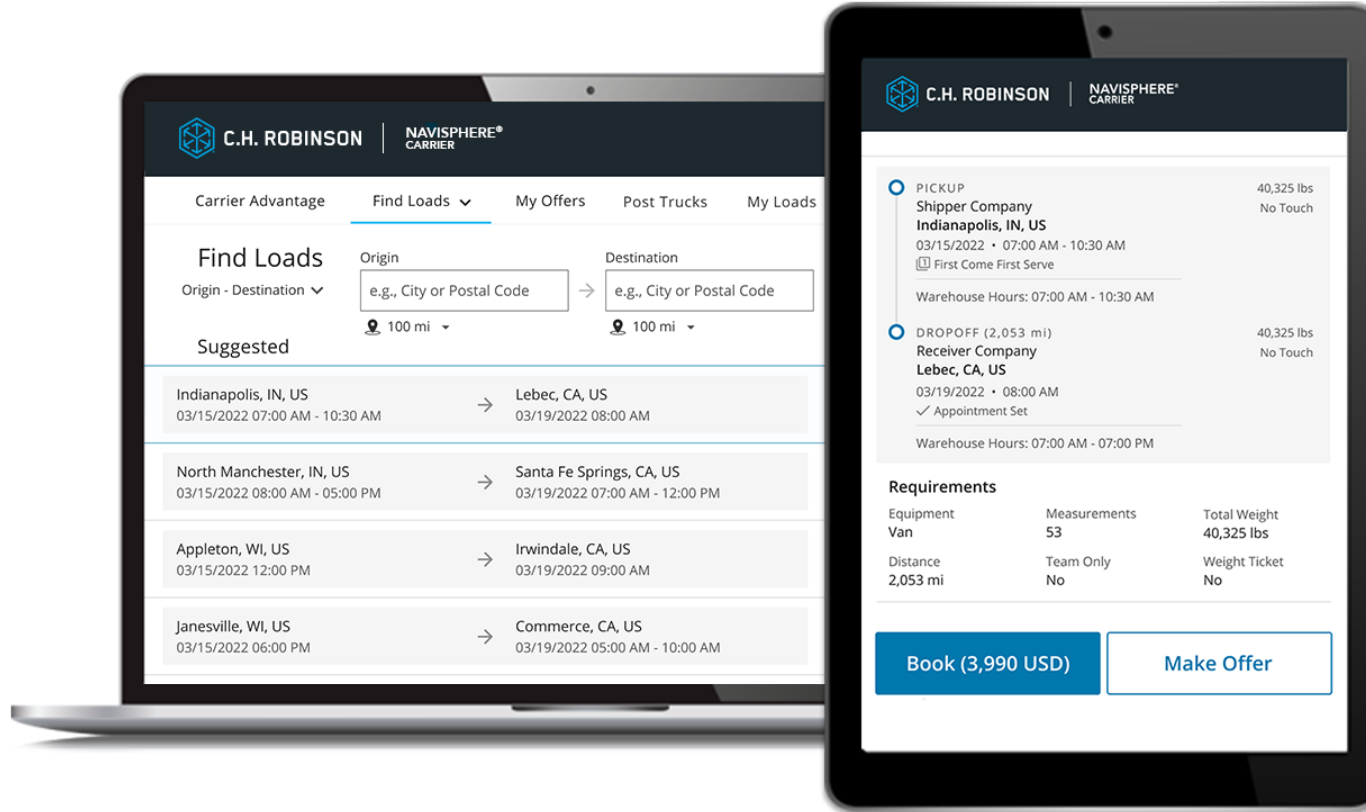 C.H. ROBINSON
NAVISPHERE®
CARRIER
Carrier Advantage
Find Loads
My Offers
Post Trucks
My Loads
Find Loads
Origin - Destination
Origin
e.g., City or Postal Code
100 mi
Destination
e.g., City or Postal Code
100 mi
Suggested
Indianapolis, IN, US
03/15/2022 07:00 AM - 10:30 AM
Lebec, CA, US
03/19/2022 08:00 AM
North Manchester, IN, US
03/15/2022 08:00 AM - 05:00 PM
Santa Fe Springs, CA, US
03/19/2022 07:00 AM - 12:00 PM
Appleton, WI, US
03/15/2022 12:00 PM
Irwindale, CA, US
03/19/2022 09:00 AM
Janesville, WI, US
03/15/2022 06:00 PM
Commerce, CA, US
03/19/2022 05:00 AM - 10:00 AM
C.H. ROBINSON
NAVISPHERE®
CARRIER
PICKUP
40,325 lbs
Shipper Company
No Touch
Indianapolis, IN, US
03/15/2022 • 07:00 AM - 10:30 AM
1 First Come First Serve
Warehouse Hours: 07:00 AM - 10:30 AM
DROPOFF (2,053 mi)
40,325 lbs
Receiver Company
No Touch
Lebec, CA, US
03/19/2022 • 08:00 AM
Appointment Set
Warehouse Hours: 07:00 AM - 07:00 PM
Requirements
Equipment
Van
Measurements
53
Total Weight
40,325 lbs
Distance
2,053 mi
Team Only
No
Weight Ticket
No
Book (3,990 USD)
Make Offer